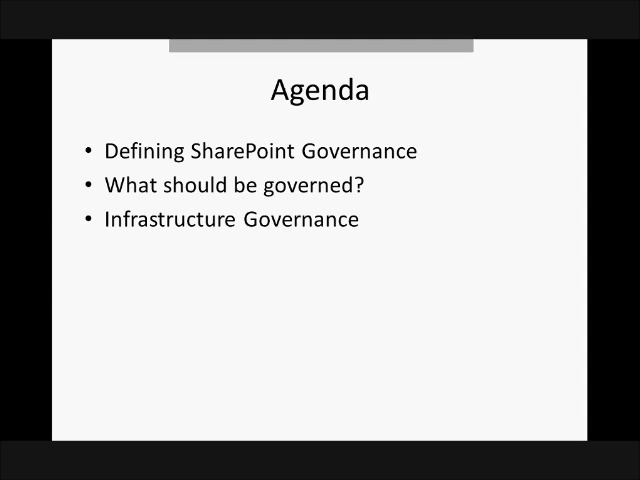 Agenda
• Defining SharePoint Governance
• What should be governed?
• Infrastructure Governance